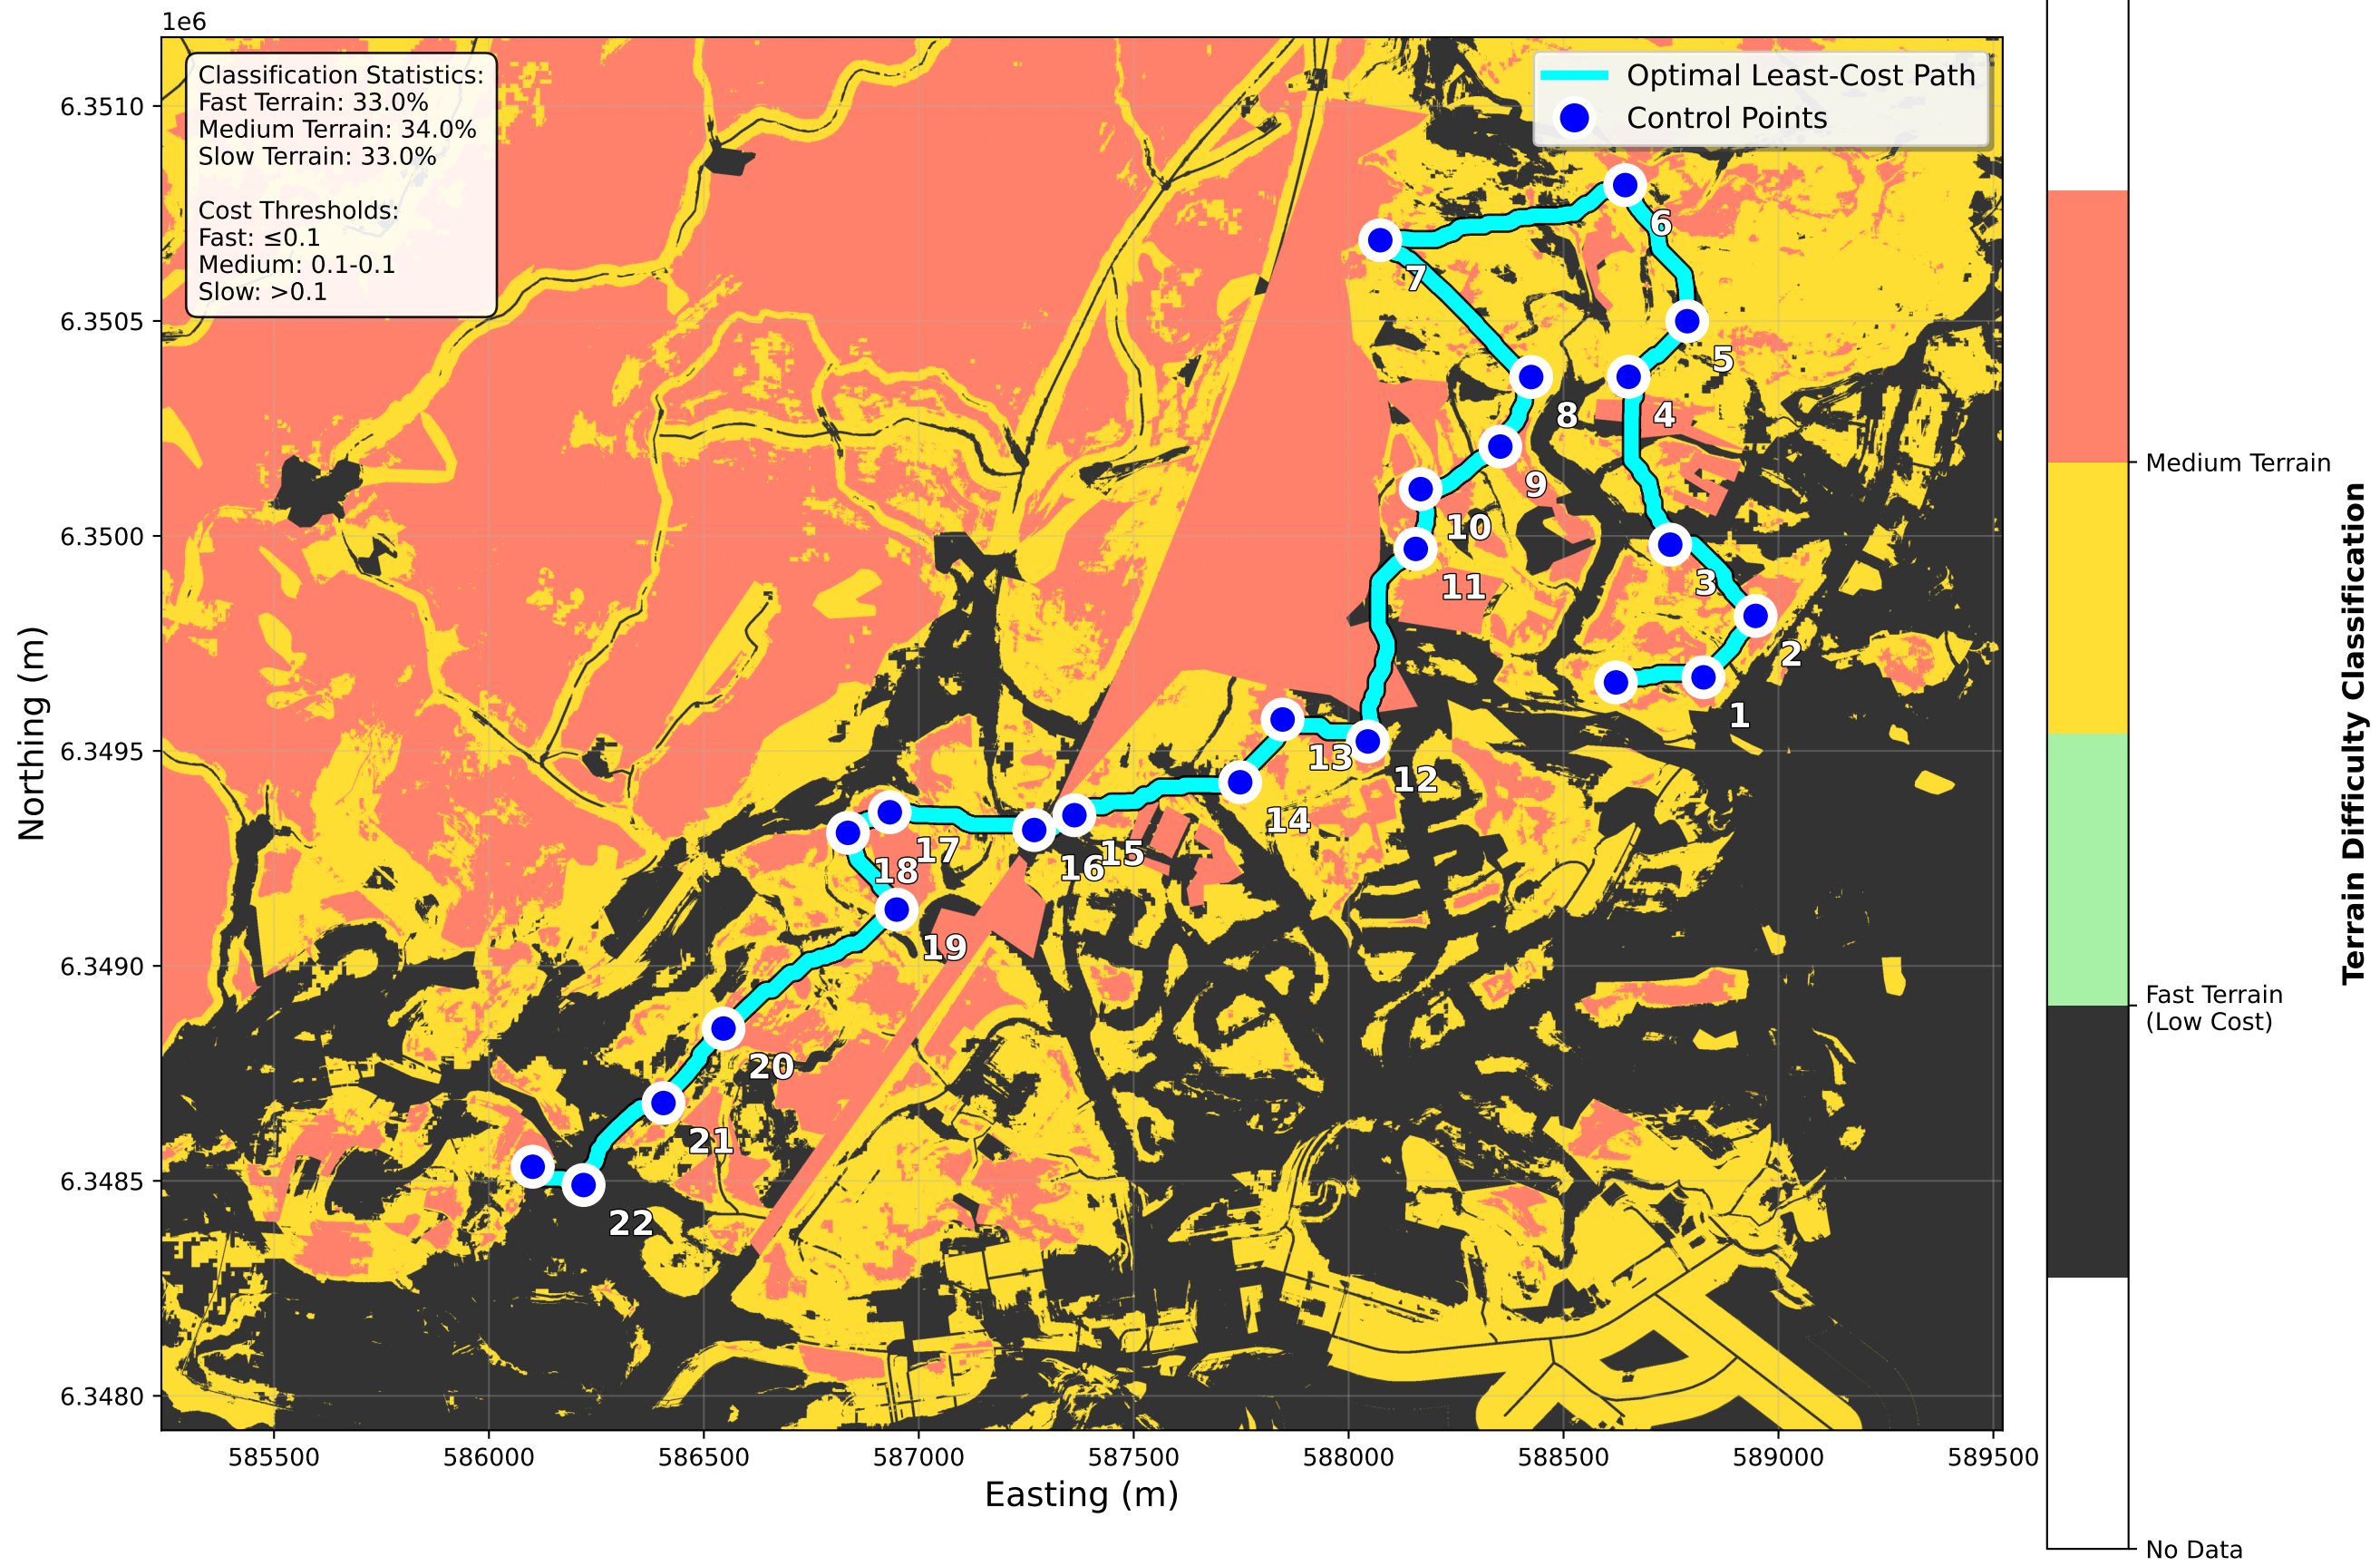 1e6
Classification Statistics:
Fast Terrain: 33.0%
Medium Terrain: 34.0%
Slow Terrain: 33.0%
Cost Thresholds:
Fast: ≤0.1
Medium: 0.1-0.1
Slow: >0.1
Optimal Least-Cost Path
Control Points
6.3510
6.3505
6.3500
6.3495
6.3490
6.3485
6.3480
Northing (m)
6
7
5
8
4
9
10
11
3
2
1
13
12
14
17
15
16
18
19
20
21
22
585500
586000
586500
587000
587500
588000
588500
589000
589500
Easting (m)
Medium Terrain
Fast Terrain
(Low Cost)
No Data
Terrain Difficulty Classification